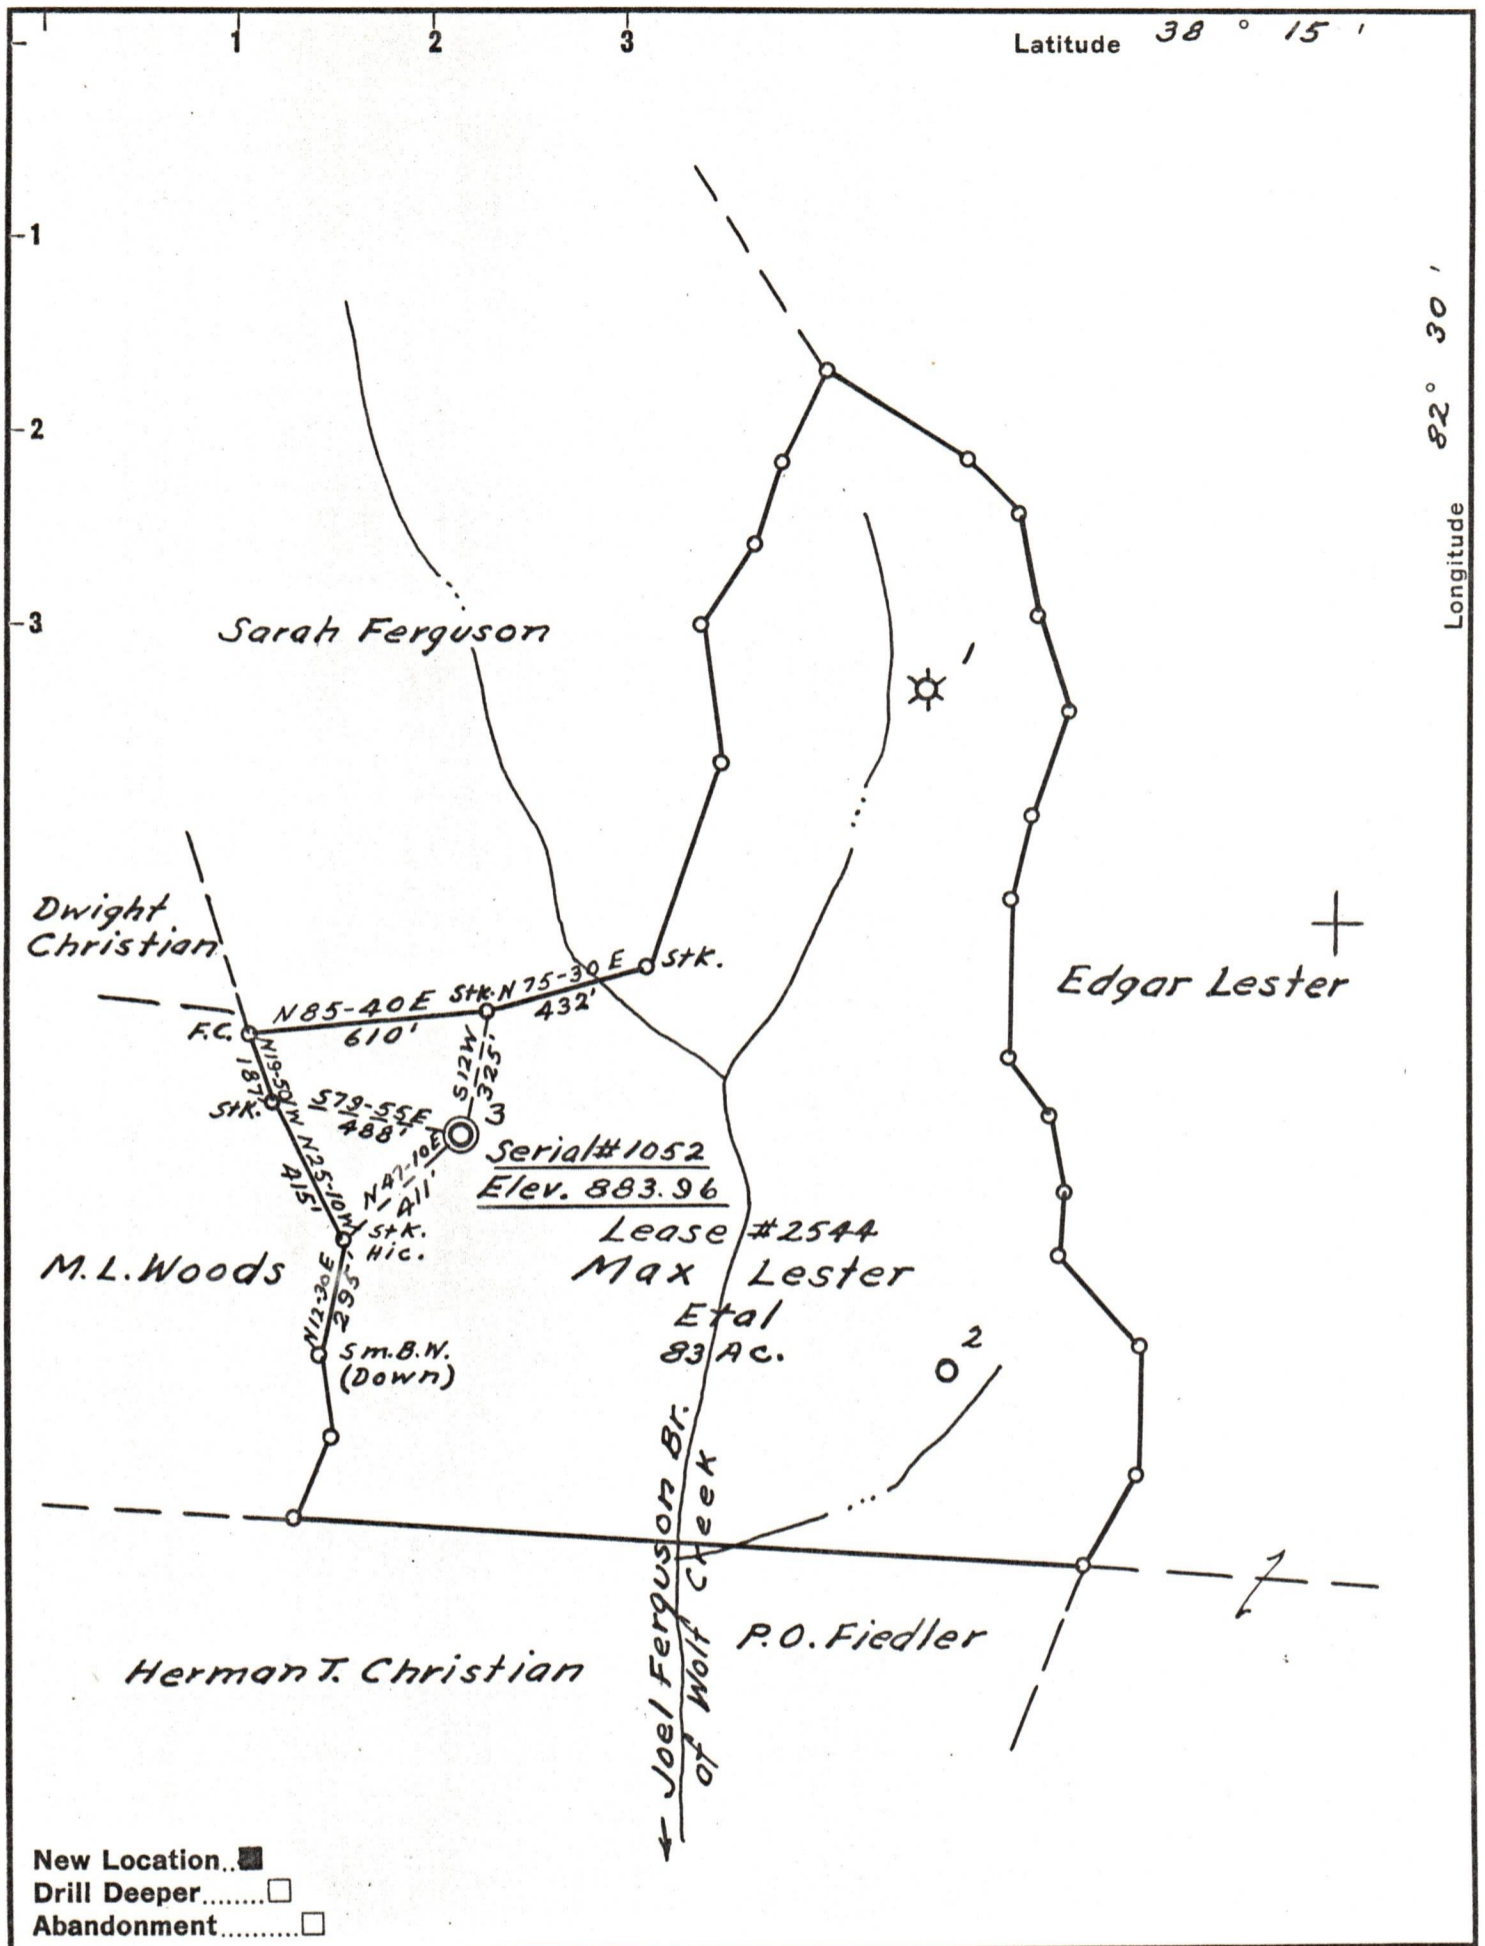 1 2 3
Latitude 38 ° 15 '
-1
-2
-3
82° 30 '
Longitude
Sarah Ferguson
1
Dwight
Christian
Edgar Lester
Stk.
N 75-30 E
432'
Stk.
N85-40E
610'
F.C.
N19-50W
187'
Stk.
S12W
325'
S79-55E
488'
3
N25-10W
415'
N47-10E
411'
Serial#1052
Elev. 883.96
Stk.
Hic.
Lease #2544
Max Lester
Etal
83 Ac.
M.L.Woods
N12-30E
295'
Sm.B.W.
(Down)
2
Joel Ferguson Br.
of Wolf Creek
P.O.Fiedler
Herman T. Christian
New Location..
Drill Deeper........
Abandonment..........